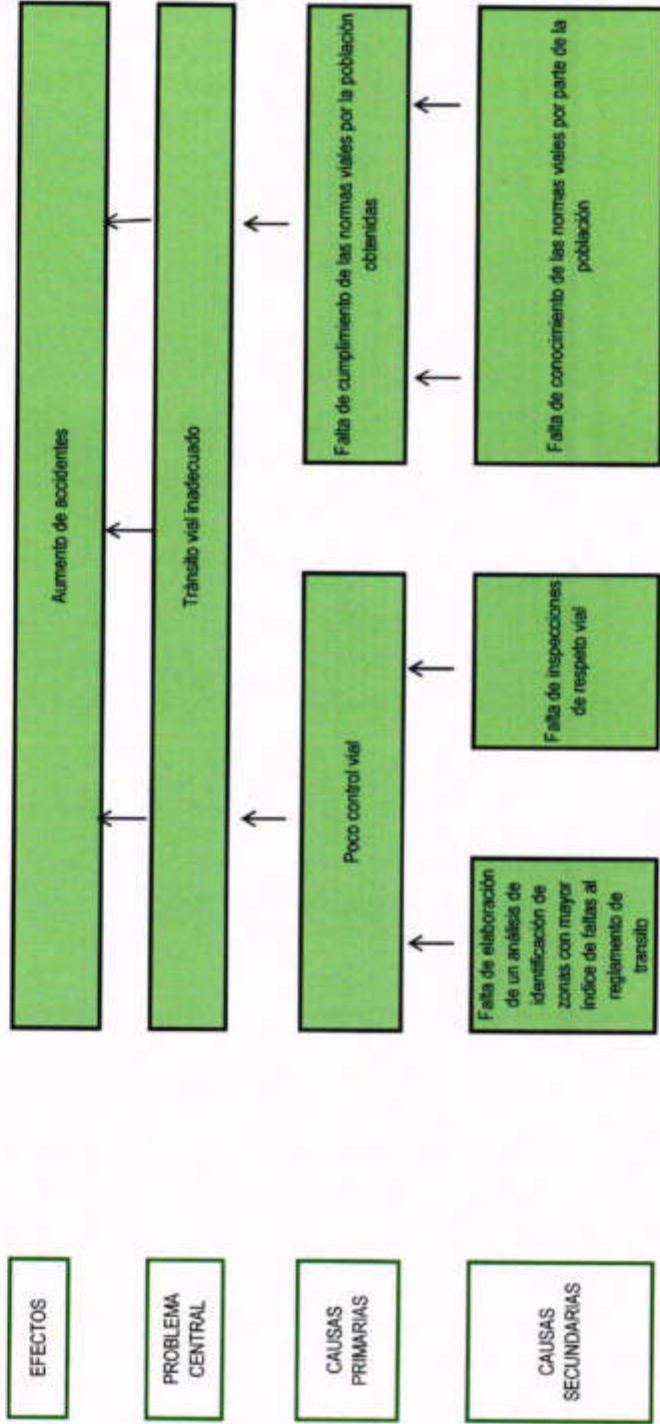 EFECTOS
Aumento de accidentes
PROBLEMA
CENTRAL
Tránsito vial inadecuado
CAUSAS
PRIMARIAS
Poco control vial
Falta de cumplimiento de las normas viales por la población
obtenidas
CAUSAS
SECUNDARIAS
Falta de elaboración
de un análisis de
identificación de
zonas con mayor
índice de faltas al
reglamento de
transito
Falta de inspecciones
de respeto vial
Falta de conocimiento de las normas viales por parte de la
población